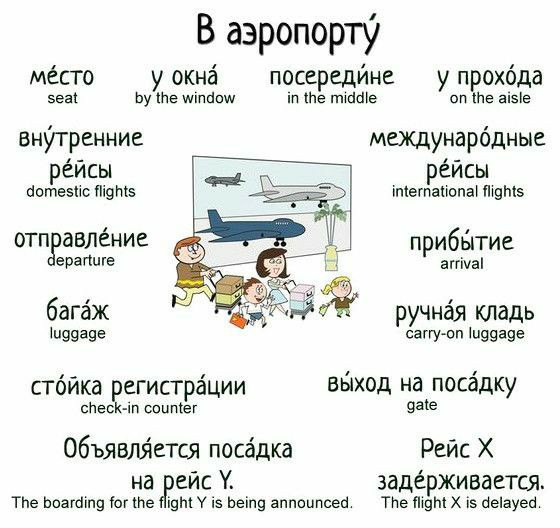 В аэропорту́
ме́сто
seat
у окна́
by the window
посереди́не
in the middle
у прохо́да
on the aisle
вну́тренние
ре́йсы
domestic flights
междунаро́дные
ре́йсы
international flights
отправле́ние
departure
прибы́тие
arrival
бага́ж
luggage
ручна́я кладь
carry-on luggage
сто́йка регистра́ции
check-in counter
вы́ход на поса́дку
gate
Объявля́ется поса́дка
на рейс Y.
The boarding for the flight Y is being announced.
Рейс X
заде́рживается.
The flight X is delayed.